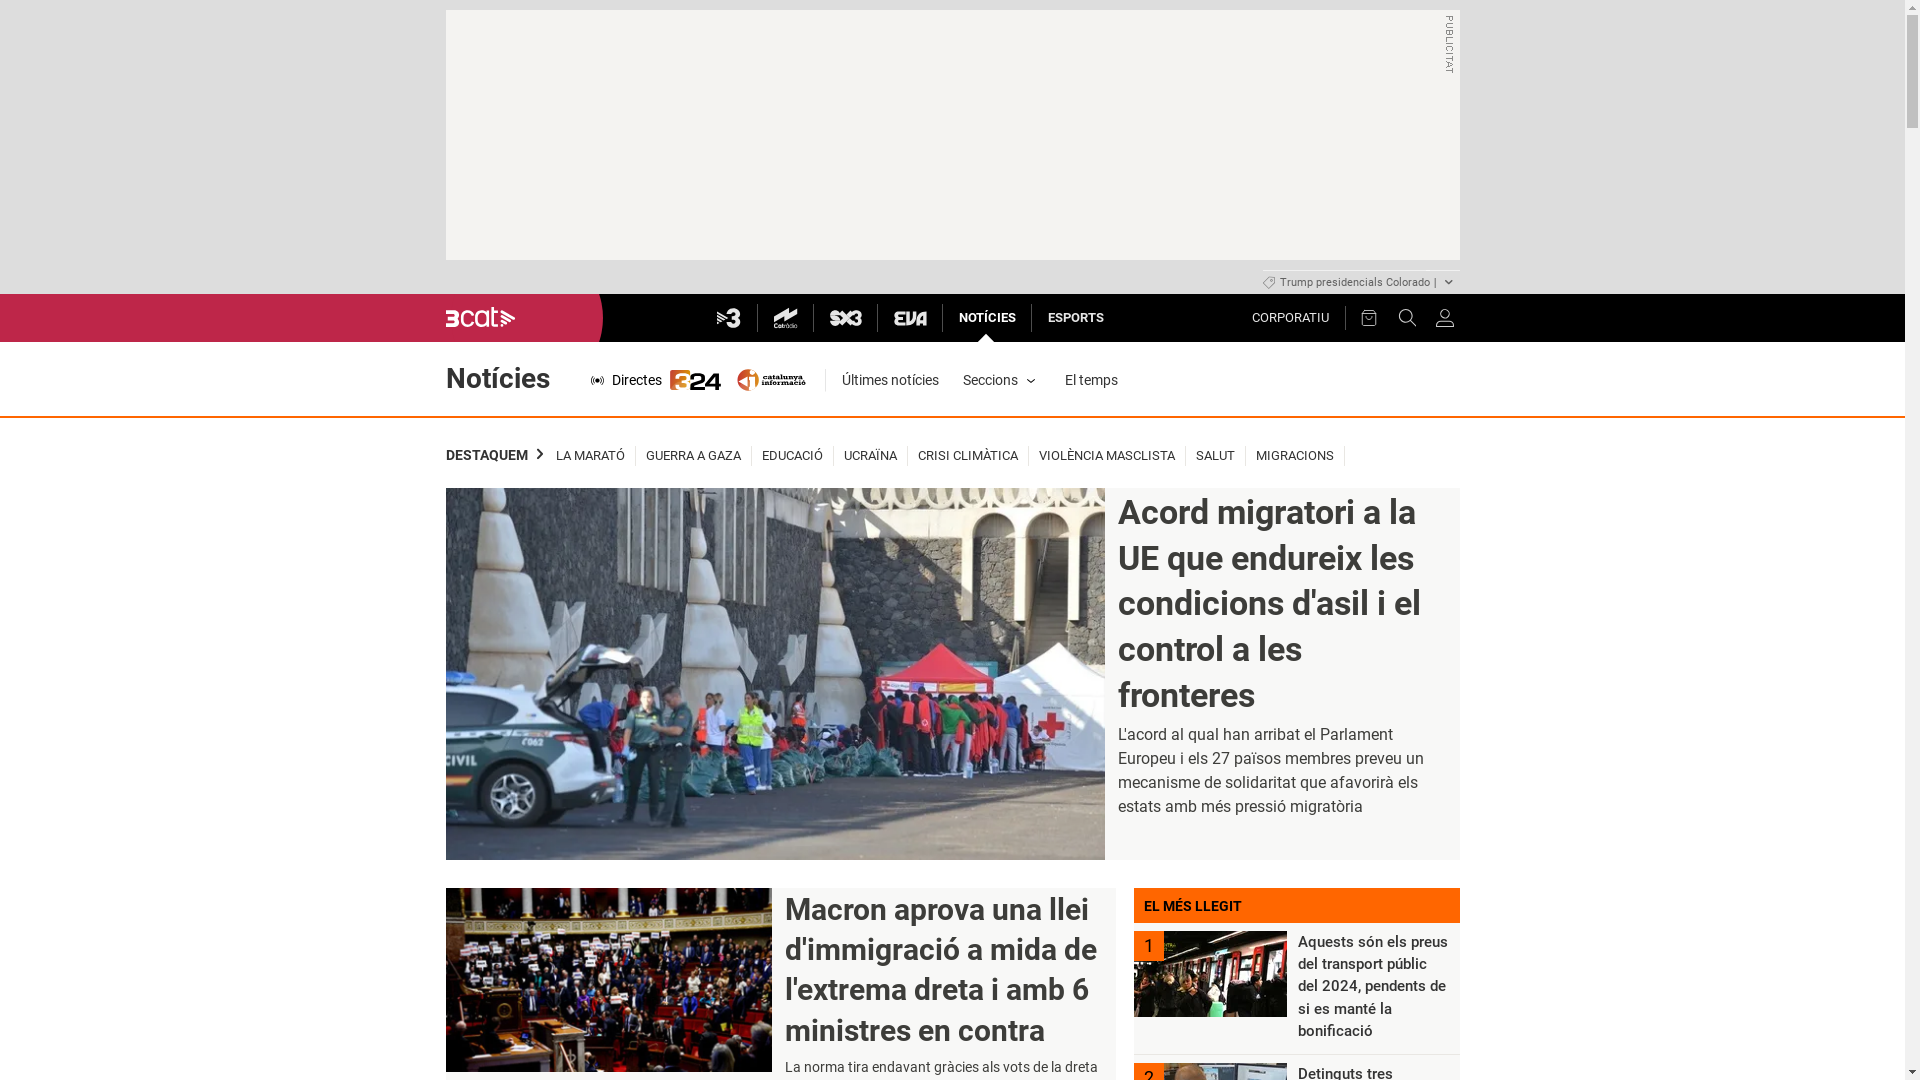 PUBLICITAT
Trump presidencials Colorado |
3cat
3
Catràdio
SX3
EVA
NOTÍCIES
ESPORTS
CORPORATIU
Notícies
Directes
324
catalunya
informació
Últimes notícies
Seccions
El temps
DESTAQUEM
LA MARATÓ
GUERRA A GAZA
EDUCACIÓ
UCRAÏNA
CRISI CLIMÀTICA
VIOLÈNCIA MASCLISTA
SALUT
MIGRACIONS
062
CIVIL
Acord migratori a la
UE que endureix les
condicions d'asil i el
control a les
fronteres
L'acord al qual han arribat el Parlament
Europeu i els 27 països membres preveu un
mecanisme de solidaritat que afavorirà els
estats amb més pressió migratòria
Macron aprova una llei
d'immigració a mida de
l'extrema dreta i amb 6
ministres en contra
La norma tira endavant gràcies als vots de la dreta
EL MÉS LLEGIT
1
Aquests són els preus
del transport públic
del 2024, pendents de
si es manté la
bonificació
2
Detinguts tres